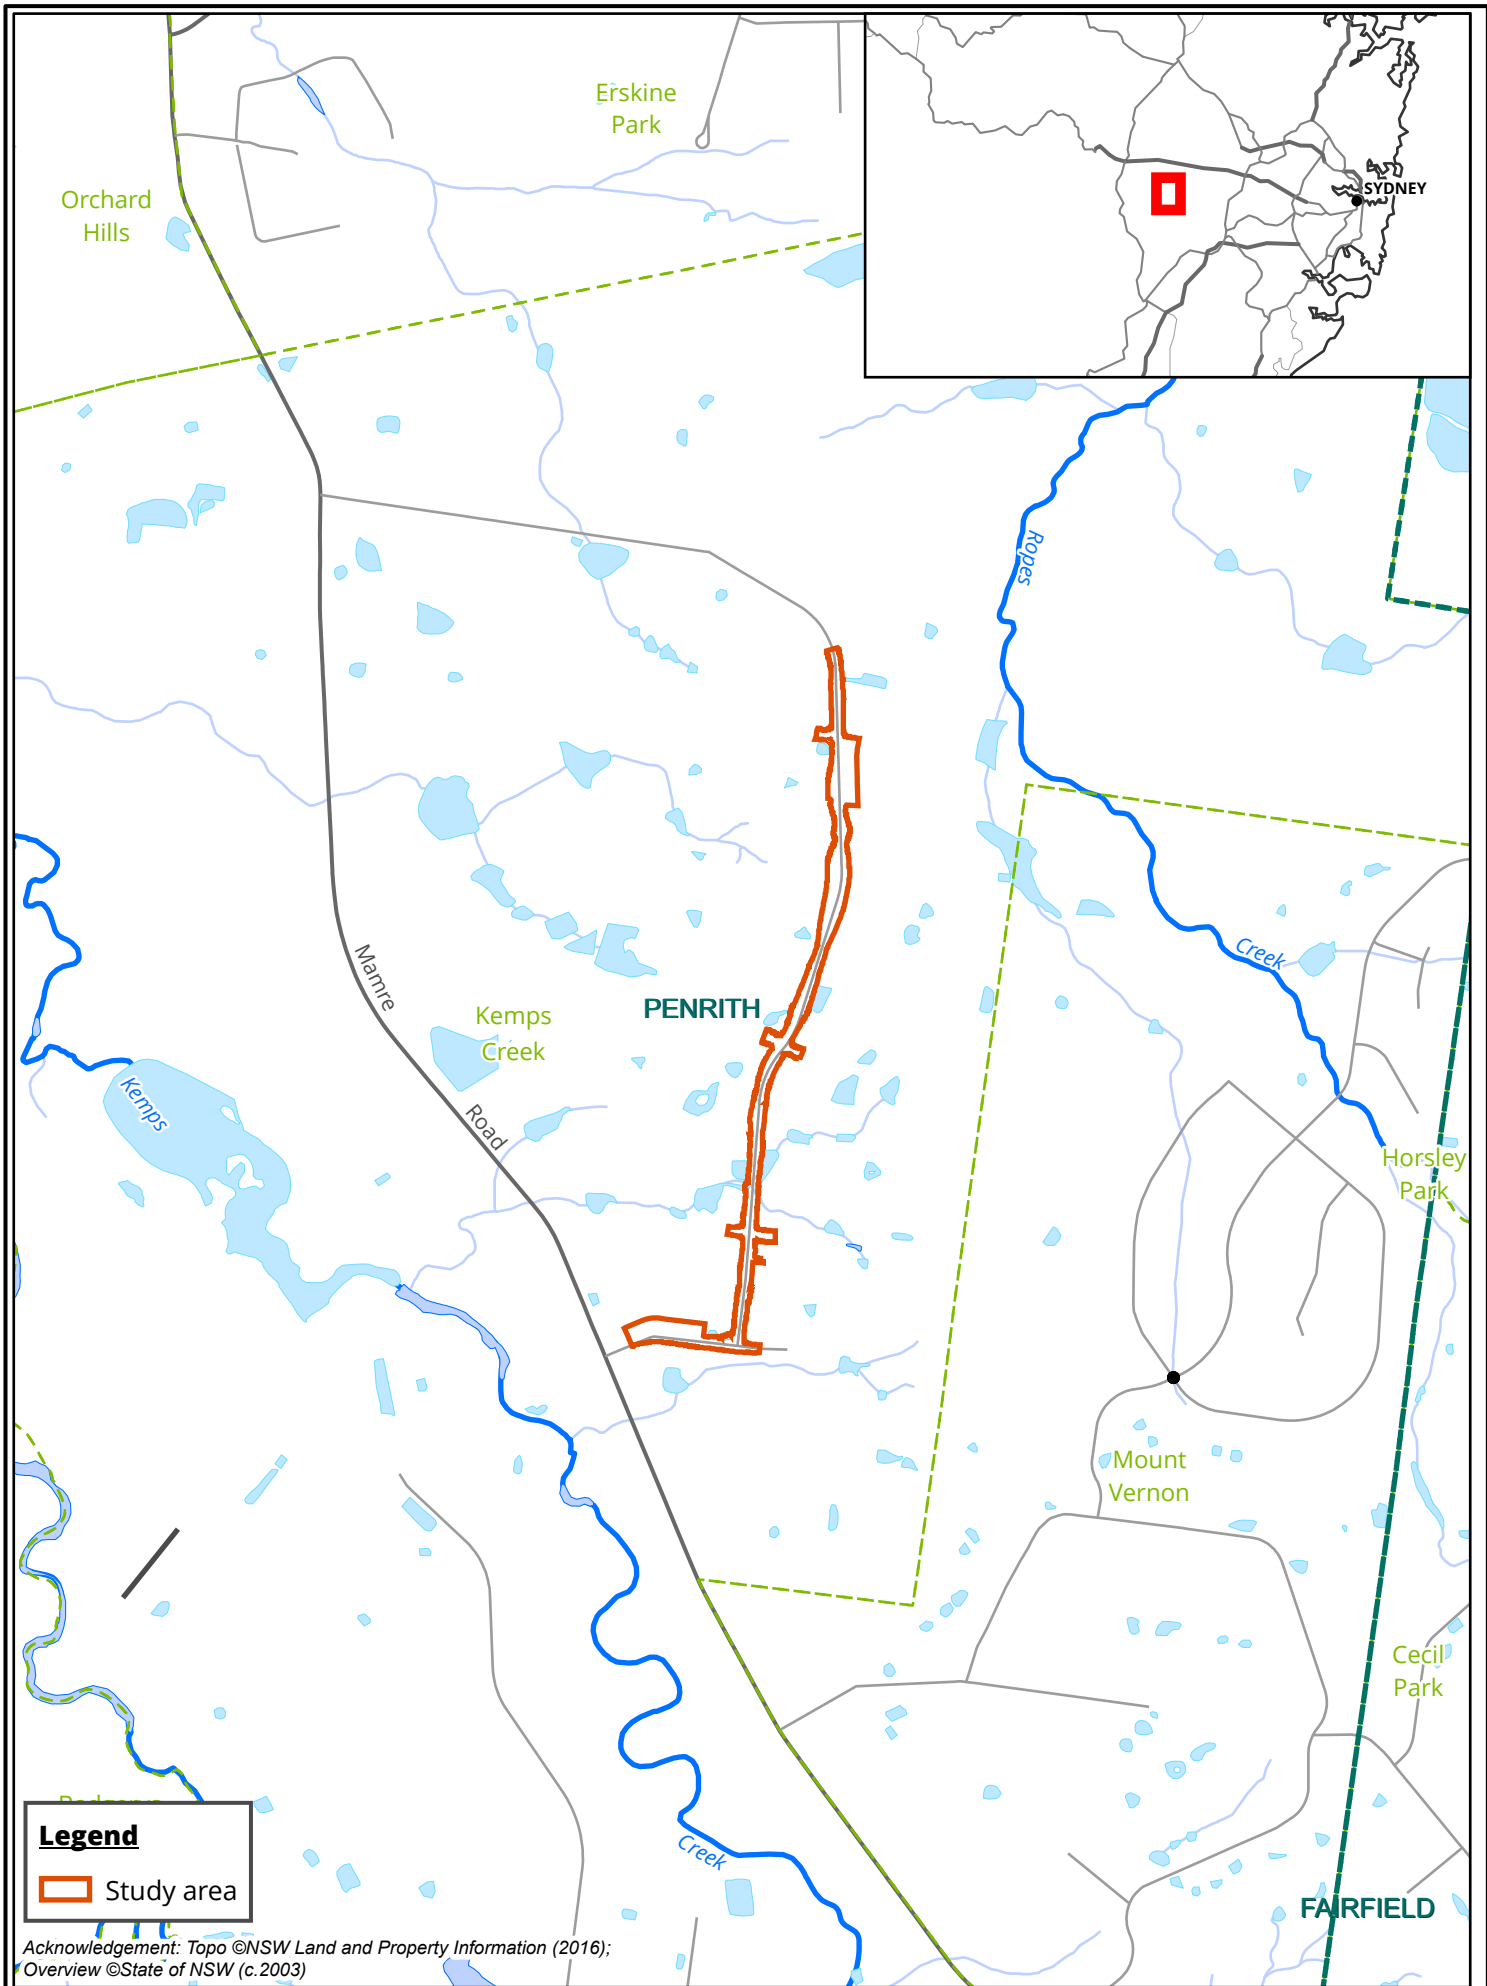 Erskine
Park
SYDNEY
Orchard
Hills
Ropes
Creek
Mamre
Road
PENRITH
Kemps
Creek
Kemps
Horsley
Park
Mount
Vernon
Cecil
Park
Legend
Study area
Creek
FAIRFIELD
Acknowledgement: Topo ©NSW Land and Property Information (2016);
Overview ©State of NSW (c.2003)